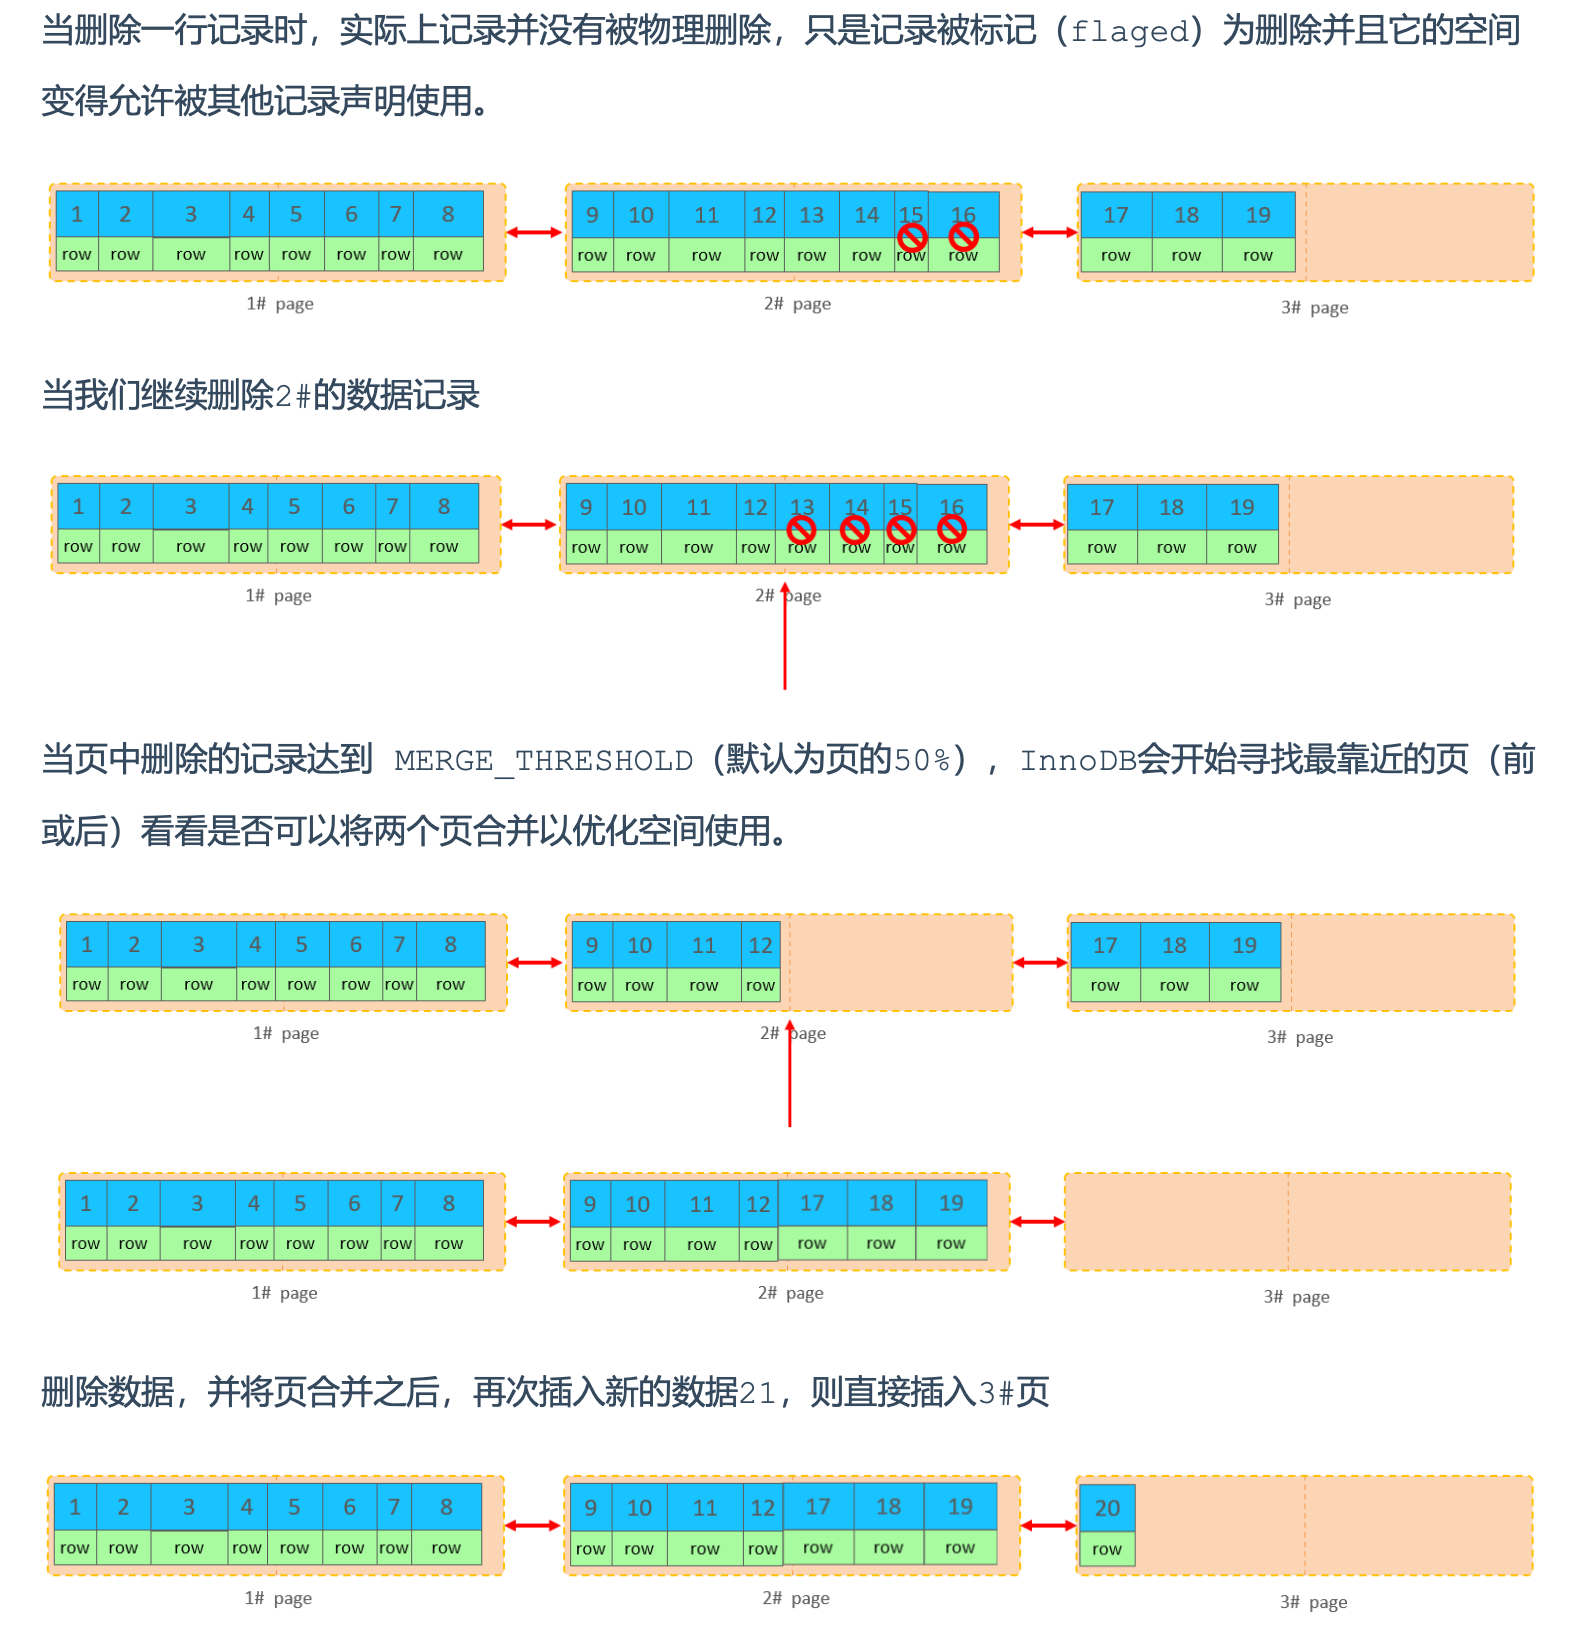 当删除一行记录时，实际上记录并没有被物理删除，只是记录被标记（flaged）为删除并且它的空间
变得允许被其他记录声明使用。
1 2 3 4 5 6 7 8 9 10 11 12 13 14 15 16 17 18 19
row row row row row row row row row row row row row row row row row row row
1# page 2# page 3# page
当我们继续删除2#的数据记录
1 2 3 4 5 6 7 8 9 10 11 12 13 14 15 16 17 18 19
row row row row row row row row row row row row row row row row row row row
1# page 2# page 3# page
当页中删除的记录达到 MERGE_THRESHOLD（默认为页的50%），InnoDB会开始寻找最靠近的页（前
或后）看看是否可以将两个页合并以优化空间使用。
1 2 3 4 5 6 7 8 9 10 11 12 17 18 19
row row row row row row row row row row row row row row row
1# page 2# page 3# page
1 2 3 4 5 6 7 8 9 10 11 12 17 18 19
row row row row row row row row row row row row row row row
1# page 2# page 3# page
删除数据，并将页合并之后，再次插入新的数据21，则直接插入3#页
1 2 3 4 5 6 7 8 9 10 11 12 17 18 19 20
row row row row row row row row row row row row row row row row
1# page 2# page 3# page